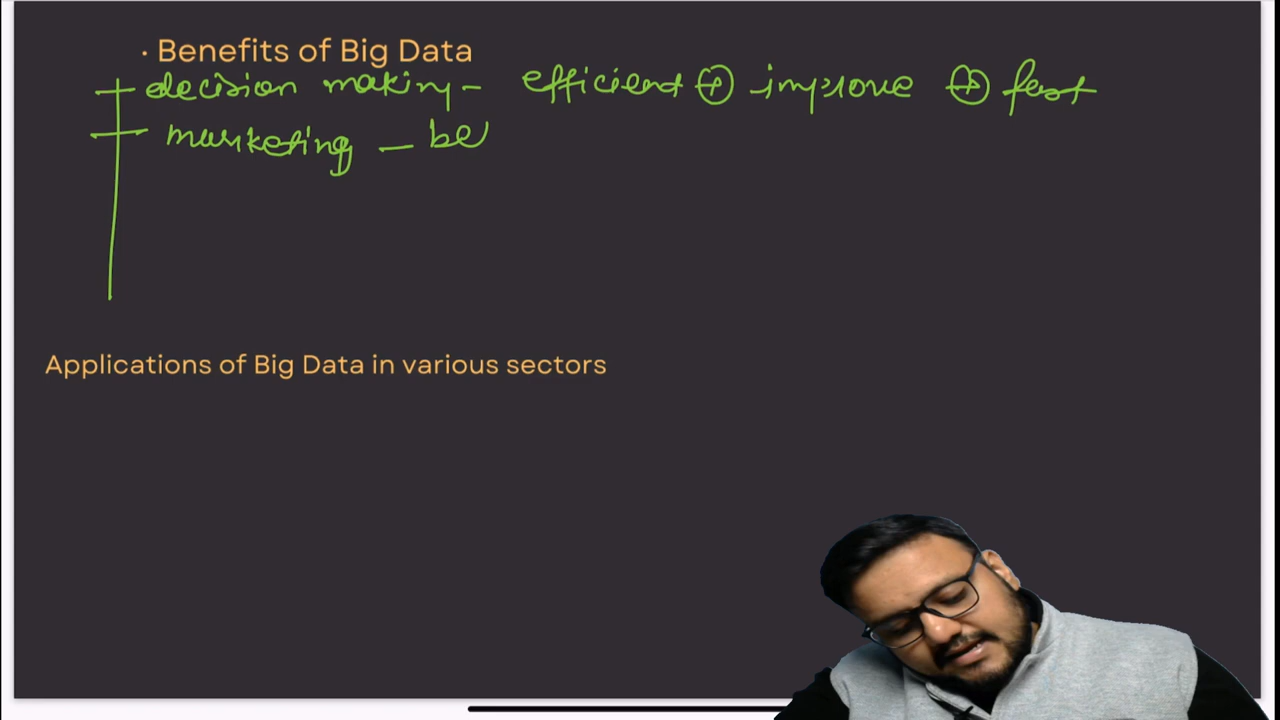 · Benefits of Big Data
decision making - efficient ⊕ improve ⊕ fast
marketing - be
Applications of Big Data in various sectors